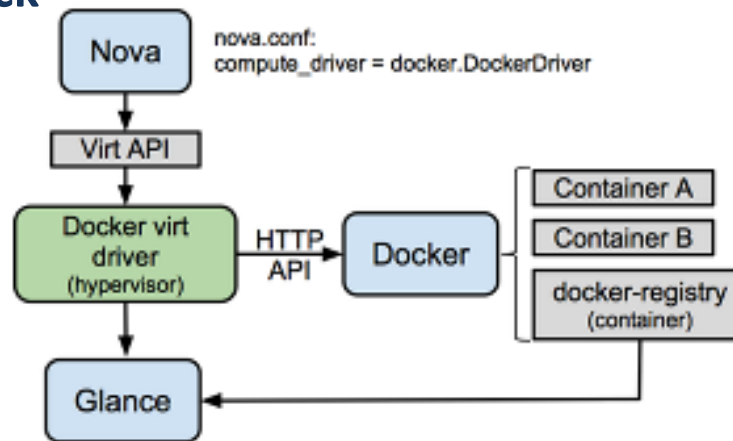 Nova
nova.conf:
compute_driver = docker.DockerDriver
Virt API
Docker virt
driver
(hypervisor)
HTTP
API
Docker
Container A
Container B
docker-registry
(container)
Glance